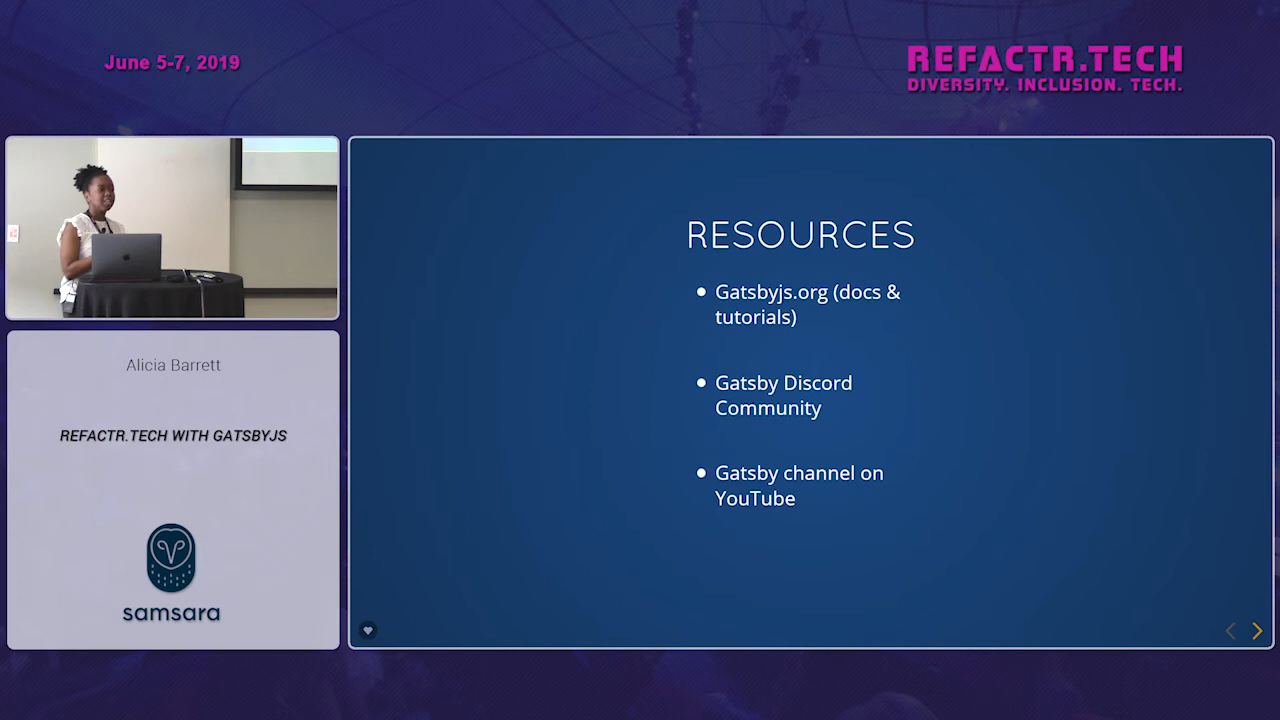 June 5-7, 2019
REFACTR.TECH
DIVERSITY. INCLUSION. TECH.
Alicia Barrett
REFACTR.TECH WITH GATSBYJS
samsara
RESOURCES
Gatsbyjs.org (docs &
tutorials)
Gatsby Discord
Community
Gatsby channel on
YouTube